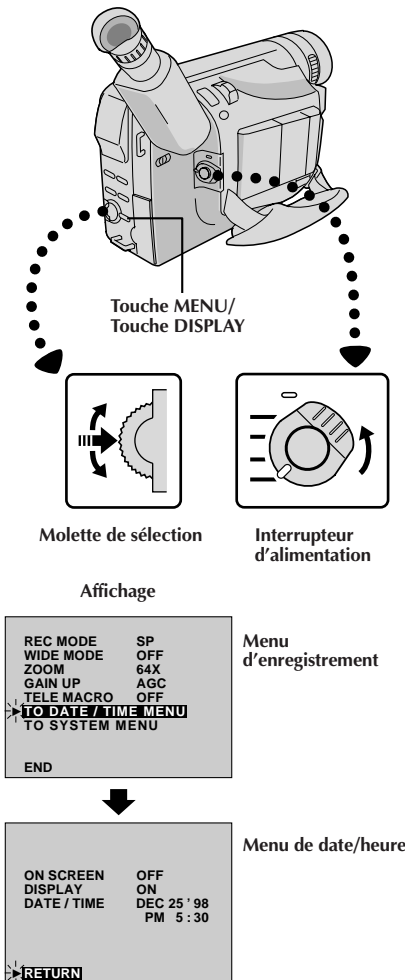 Touche MENU/
Touche DISPLAY
Molette de sélection
Interrupteur
d'alimentation
Affichage
REC MODE SP
WIDE MODE OFF
ZOOM 64X
GAIN UP AGC
TELE MACRO OFF
TO DATE / TIME MENU
TO SYSTEM MENU
END
Menu
d'enregistrement
ON SCREEN OFF
DISPLAY ON
DATE / TIME DEC 25 ' 98
PM 5 : 30
RETURN
Menu de date/heure